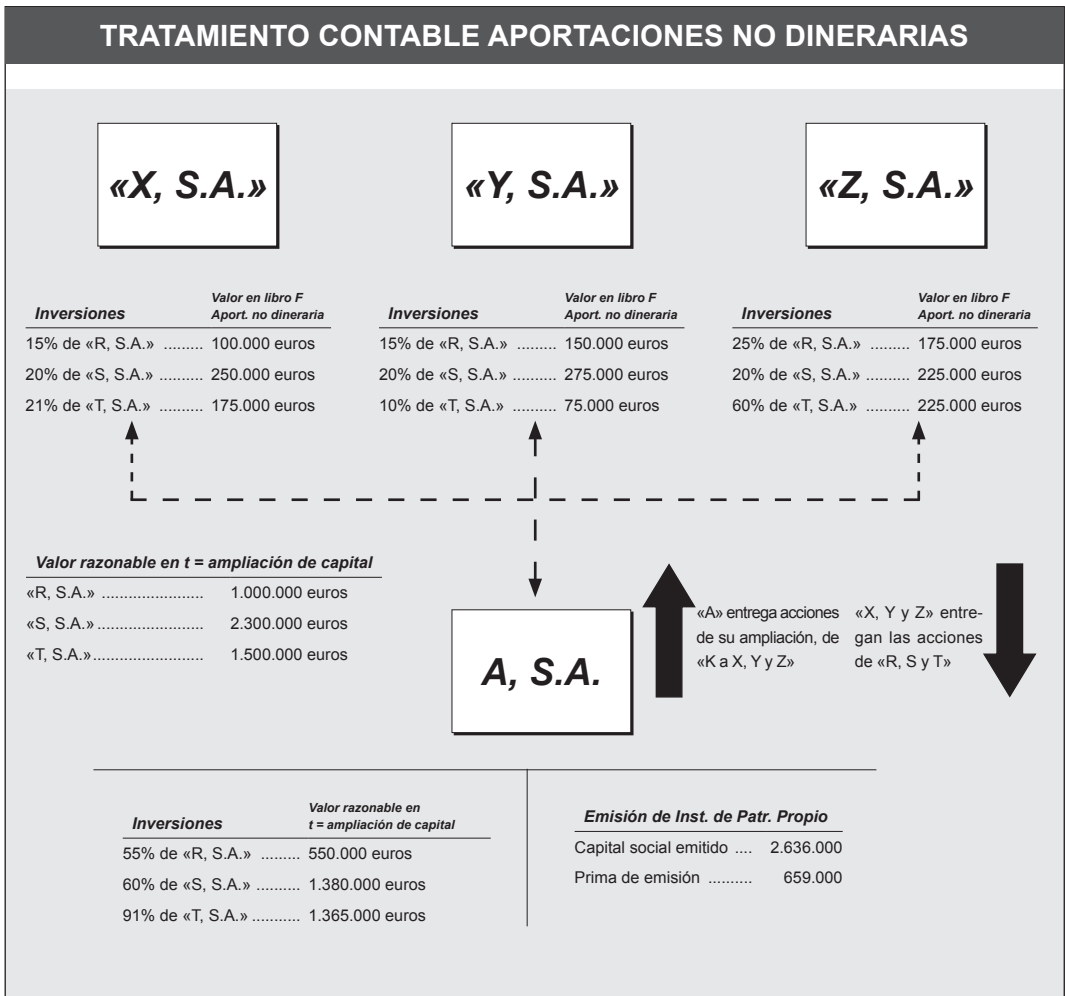 TRATAMIENTO CONTABLE APORTACIONES NO DINERARIAS
«X, S.A.»
«Y, S.A.»
«Z, S.A.»
Inversiones
Valor en libro F
Aport. no dineraria
15% de «R, S.A.» ......... 100.000 euros
20% de «S, S.A.» .......... 250.000 euros
21% de «T, S.A.» .......... 175.000 euros
Inversiones
Valor en libro F
Aport. no dineraria
15% de «R, S.A.» ......... 150.000 euros
20% de «S, S.A.» .......... 275.000 euros
10% de «T, S.A.» .......... 75.000 euros
Inversiones
Valor en libro F
Aport. no dineraria
25% de «R, S.A.» ......... 175.000 euros
20% de «S, S.A.» .......... 225.000 euros
60% de «T, S.A.» .......... 225.000 euros
Valor razonable en t = ampliación de capital
«R, S.A.» ....................... 1.000.000 euros
«S, S.A.» ....................... 2.300.000 euros
«T, S.A.» ......................... 1.500.000 euros
A, S.A.
«A» entrega acciones
de su ampliación, de
«K a X, Y y Z»
«X, Y y Z» entre-
gan las acciones
de «R, S y T»
Inversiones
Valor razonable en
t = ampliación de capital
55% de «R, S.A.» ......... 550.000 euros
60% de «S, S.A.» .......... 1.380.000 euros
91% de «T, S.A.» ........... 1.365.000 euros
Emisión de Inst. de Patr. Propio
Capital social emitido .... 2.636.000
Prima de emisión .......... 659.000